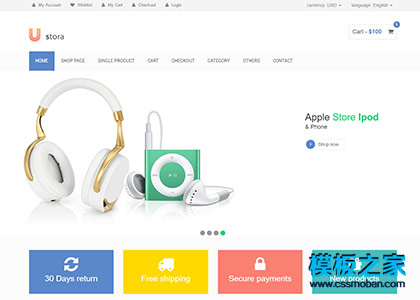 My Account Wishlist My Cart Checkout Login
currency USD language English
U stora
Cart - $100 5
HOME SHOP PAGE SINGLE PRODUCT CART CHECKOUT CATEGORY OTHERS CONTACT
Apple Store Ipod
& Phone
Shop now
30 Days return
Free shipping
Secure payments
New products
模板之家
www.cssmoban.com